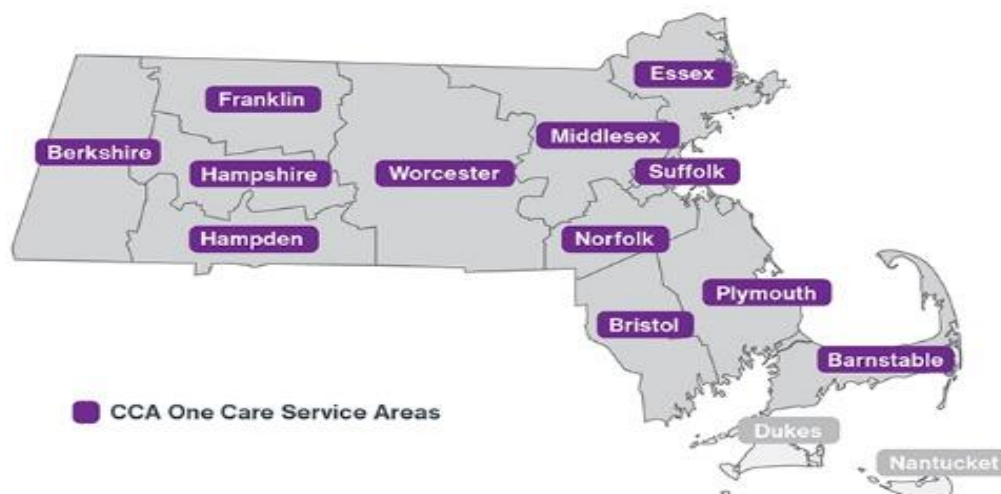 Essex
Franklin
Middlesex
Berkshire
Hampshire
Worcester
Suffolk
Hampden
Norfolk
Plymouth
Bristol
Barnstable
CCA One Care Service Areas
Dukes
Nantucket